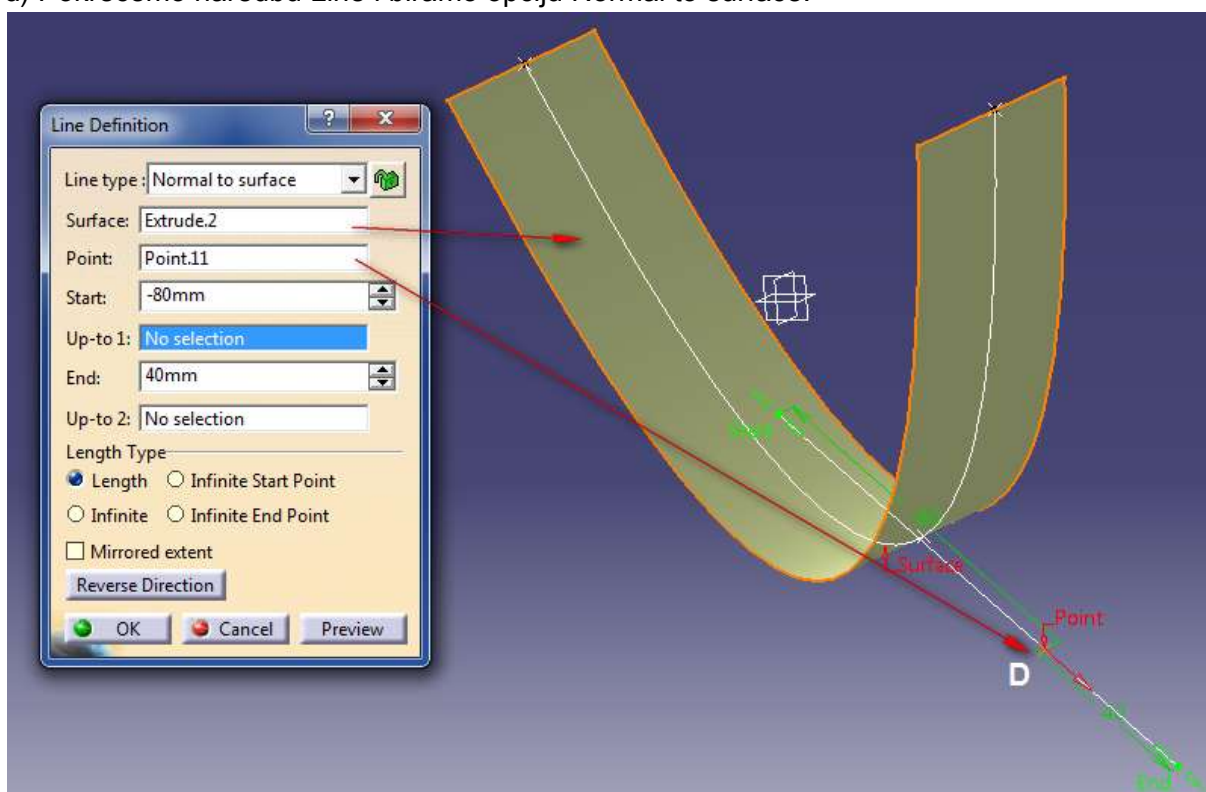 d) Pokrećemo naredbu Line i biramo opciju Normal to surface.
Line Definition
Line type : Normal to surface
Surface: Extrude.2
Point: Point.11
Start: -80mm
Up-to 1: No selection
End: 40mm
Up-to 2: No selection
Length Type
Length Infinite Start Point
Infinite Infinite End Point
Mirrored extent
Reverse Direction
OK Cancel Preview
Surface
Point
D
End